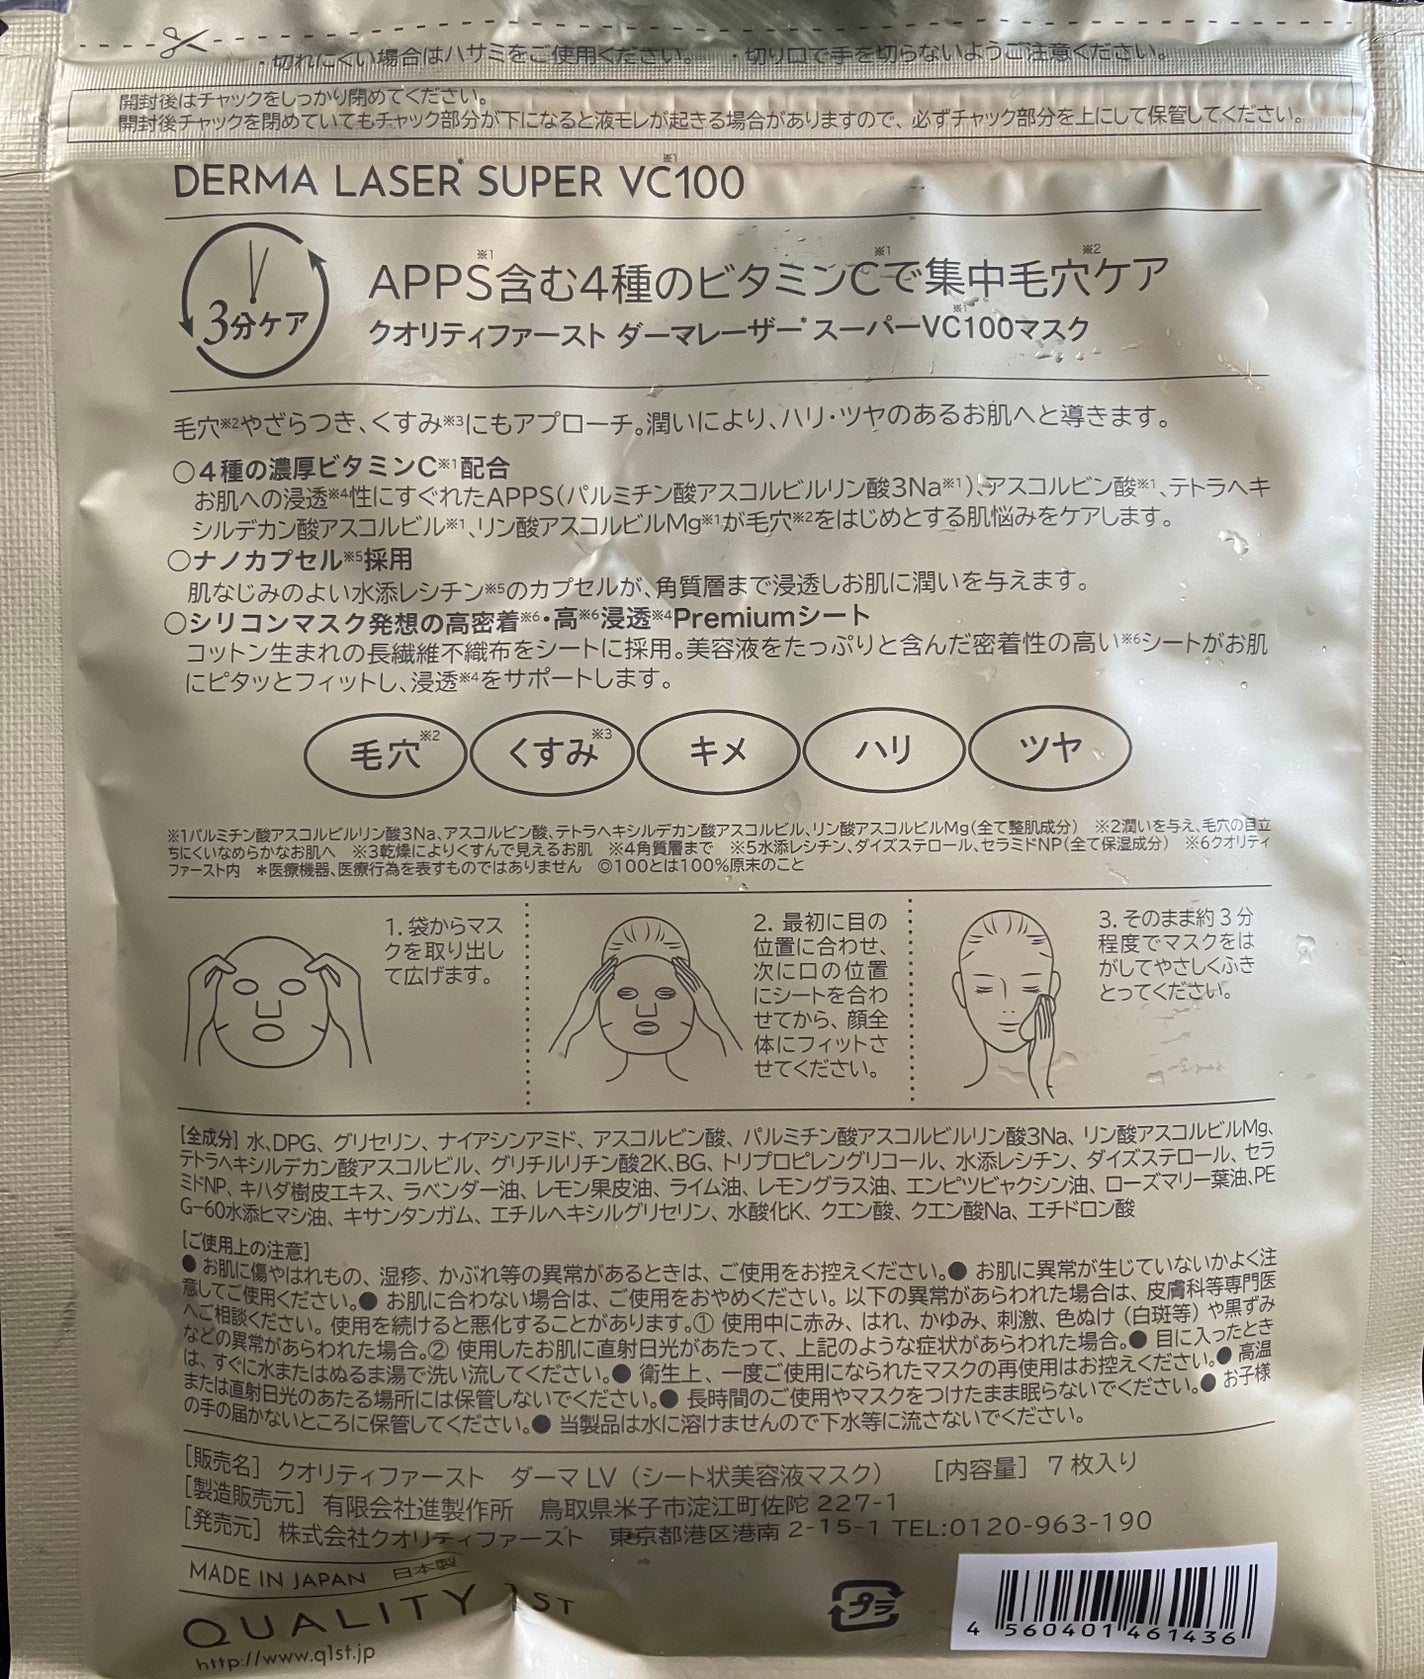 ・切れにくい場合はハサミをご使用ください。 ・切り口で手を切らないようご注意ください。
開封後はチャックをしっかり閉めてください。
開封後チャックを閉めていてもチャック部分が下になると液モレが起きる場合がありますので、必ずチャック部分を上にして保管してください。
DERMA LASER* SUPER VC※1100
3分ケア
APPS※1含む4種のビタミンC※1で集中毛穴※2ケア
クオリティファースト ダーマレーザー*スーパーVC※1100マスク
毛穴※2やざらつき、くすみ※3にもアプローチ。潤いにより、ハリ・ツヤのあるお肌へと導きます。
○4種の濃厚ビタミンC※1配合
お肌への浸透※4性にすぐれたAPPS(パルミチン酸アスコルビルリン酸3Na※1)、アスコルビン酸※1、テトラヘキ
シルデカン酸アスコルビル※1、リン酸アスコルビルMg※1が毛穴※2をはじめとする肌悩みをケアします。
○ナノカプセル※5採用
肌なじみのよい水添レシチン※5のカプセルが、角質層まで浸透しお肌に潤いを与えます。
○シリコンマスク発想の高密着※6・高※6浸透※4Premiumシート
コットン生まれの長繊維不織布をシートに採用。美容液をたっぷりと含んだ密着性の高い※6シートがお肌
にピタッとフィットし、浸透※4をサポートします。
毛穴※2 くすみ※3 キメ ハリ ツヤ
※1パルミチン酸アスコルビルリン酸3Na、アスコルビン酸、テトラヘキシルデカン酸アスコルビル、リン酸アスコルビルMg(全て整肌成分) ※2潤いを与え、毛穴の目立
ちにくいなめらかなお肌へ ※3乾燥によりくすんで見えるお肌 ※4角質層まで ※5水添レシチン、ダイズステロール、セラミドNP(全て保湿成分) ※6クオリティ
ファースト内 *医療機器、医療行為を表すものではありません ◎100とは100%原末のこと
1. 袋からマス
クを取り出し
て広げます。
2. 最初に目の
位置に合わせ、
次に口の位置
にシートを合わ
せてから、顔全
体にフィットさ
せてください。
3. そのまま約3分
程度でマスクをは
がしてやさしくふき
とってください。
[全成分] 水、DPG、グリセリン、ナイアシンアミド、アスコルビン酸、パルミチン酸アスコルビルリン酸3Na、リン酸アスコルビルMg、
テトラヘキシルデカン酸アスコルビル、グリチルリチン酸2K、BG、トリプロピレングリコール、水添レシチン、ダイズステロール、セラ
ミドNP、キハダ樹皮エキス、ラベンダー油、レモン果皮油、ライム油、レモングラス油、エンピツビャクシン油、ローズマリー葉油、PE
G-60水添ヒマシ油、キサンタンガム、エチルヘキシルグリセリン、水酸化K、クエン酸、クエン酸Na、エチドロン酸
[ご使用上の注意]
● お肌に傷やはれもの、湿疹、かぶれ等の異常があるときは、ご使用をお控えください。● お肌に異常が生じていないかよく注
意してご使用ください。● お肌に合わない場合は、ご使用をおやめください。以下の異常があらわれた場合は、皮膚科等専門医
へご相談ください。使用を続けると悪化することがあります。① 使用中に赤み、はれ、かゆみ、刺激、色ぬけ(白斑等)や黒ずみ
などの異常があらわれた場合。② 使用したお肌に直射日光があたって、上記のような症状があらわれた場合。● 目に入ったとき
は、すぐに水またはぬるま湯で洗い流してください。● 衛生上、一度ご使用になられたマスクの再使用はお控えください。● 高温
または直射日光のあたる場所には保管しないでください。● 長時間のご使用やマスクをつけたまま眠らないでください。● お子様
の手の届かないところに保管してください。● 当製品は水に溶けませんので下水等に流さないでください。
[販売名] クオリティファースト ダーマLV(シート状美容液マスク) [内容量] 7枚入り
[製造販売元] 有限会社進製作所 鳥取県米子市淀江町佐陀 227-1
[発売元] 株式会社クオリティファースト 東京都港区港南 2-15-1 TEL:0120-963-190
MADE IN JAPAN 日本製
QUALITY 1ST
http://www.q1st.jp
プラ
4 560401 461436